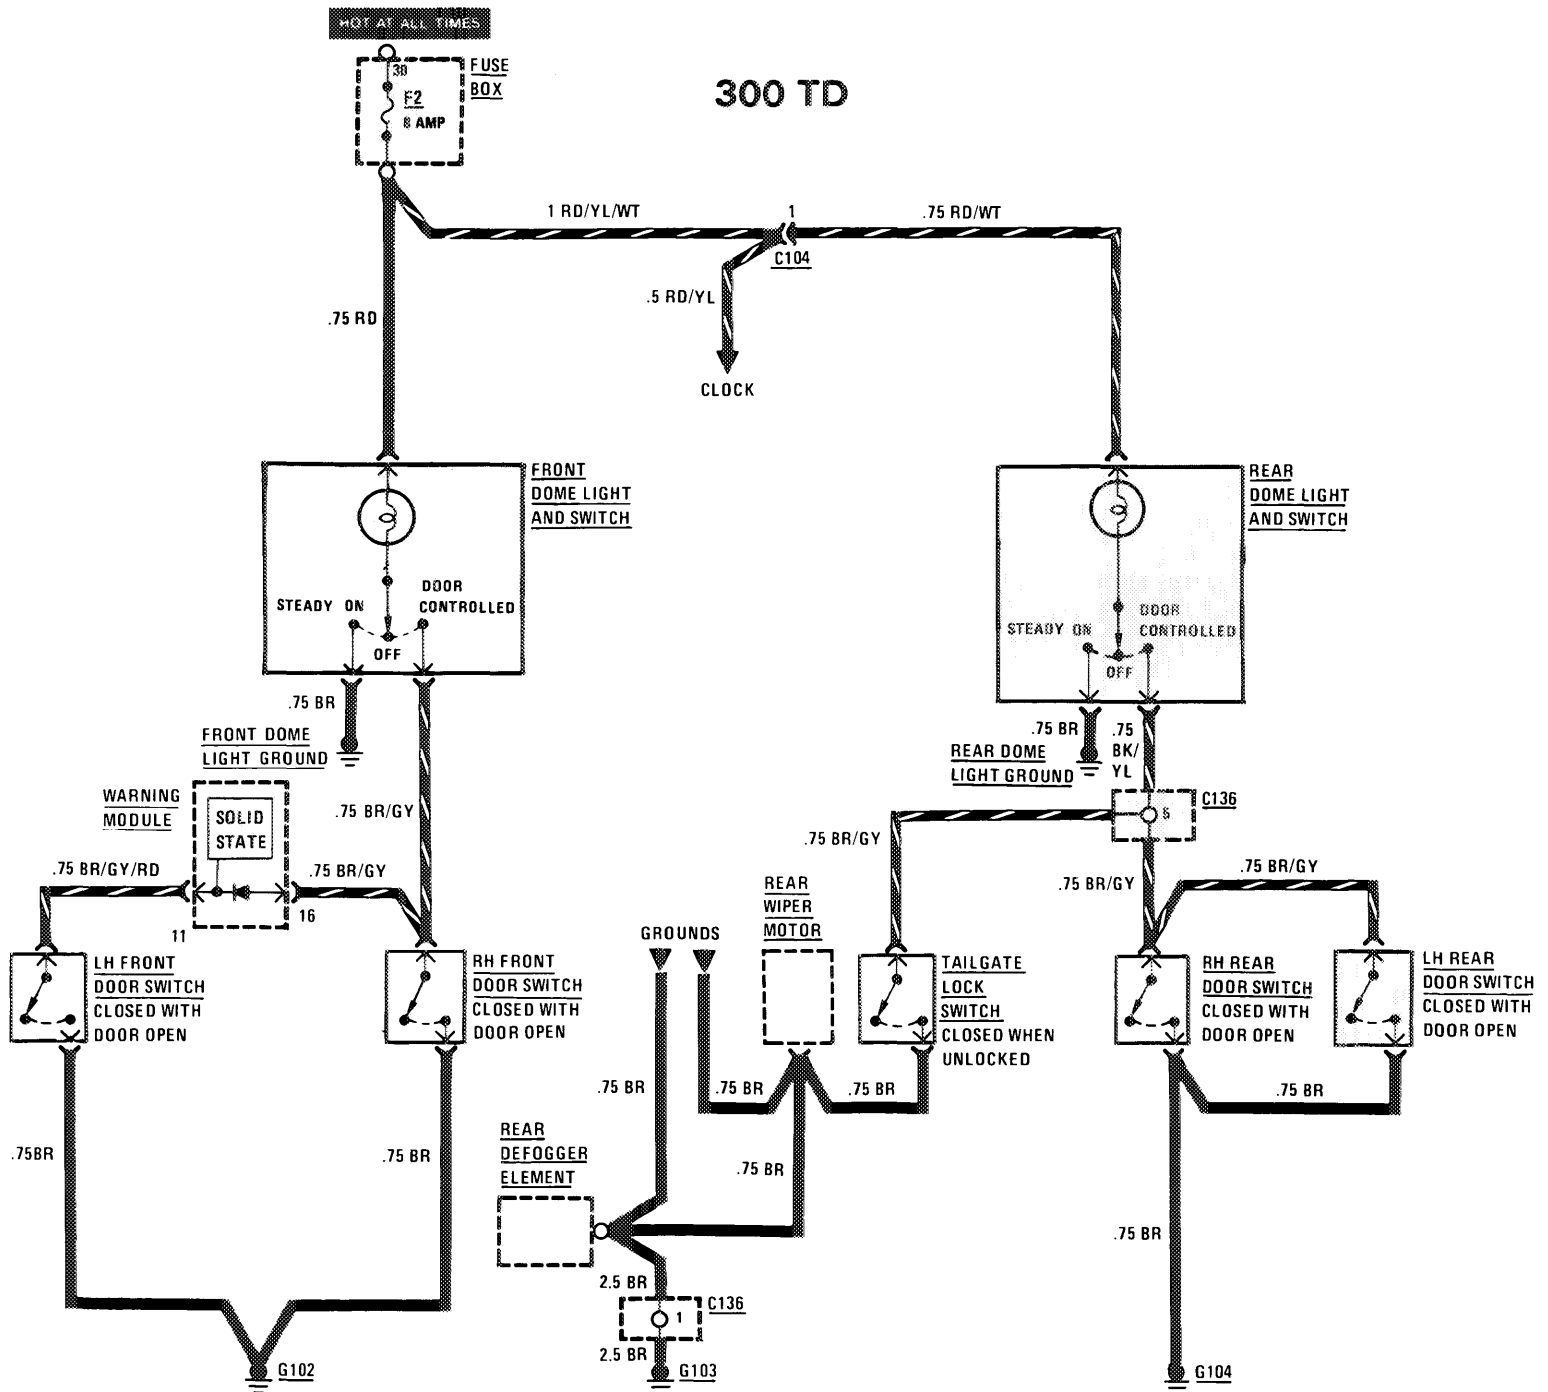 HOT AT ALL TIMES
30
F2
8 AMP
FUSE
BOX
300 TD
1 RD/YL/WT
1
.75 RD/WT
C104
.5 RD/YL
CLOCK
.75 RD
FRONT
DOME LIGHT
AND SWITCH
DOOR
CONTROLLED
STEADY ON
OFF
REAR
DOME LIGHT
AND SWITCH
DOOR
CONTROLLED
STEADY ON
OFF
.75 BR
FRONT DOME
LIGHT GROUND
.75 BR
REAR DOME
LIGHT GROUND
.75
BK/
YL
C136
5
WARNING
MODULE
SOLID
STATE
.75 BR/GY
.75 BR/GY/RD
.75 BR/GY
11
16
.75 BR/GY
.75 BR/GY
.75 BR/GY
LH FRONT
DOOR SWITCH
CLOSED WITH
DOOR OPEN
RH FRONT
DOOR SWITCH
CLOSED WITH
DOOR OPEN
GROUNDS
REAR
WIPER
MOTOR
TAILGATE
LOCK
SWITCH
CLOSED WHEN
UNLOCKED
RH REAR
DOOR SWITCH
CLOSED WITH
DOOR OPEN
LH REAR
DOOR SWITCH
CLOSED WITH
DOOR OPEN
.75 BR
.75 BR
.75 BR
.75 BR
.75BR
.75 BR
REAR
DEFOGGER
ELEMENT
.75 BR
.75 BR
2.5 BR
C136
1
2.5 BR
G102
G103
G104